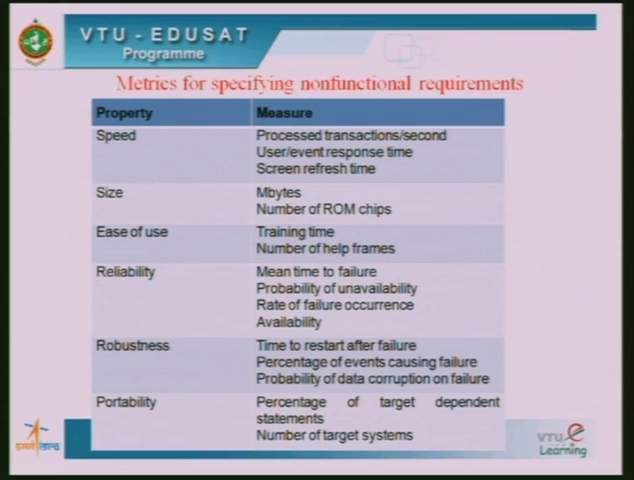 VTU - EDUSAT
Programme
Metrics for specifying nonfunctional requirements
Property Measure
Speed Processed transactions/second
User/event response time
Screen refresh time
Size Mbytes
Number of ROM chips
Ease of use Training time
Number of help frames
Reliability Mean time to failure
Probability of unavailability
Rate of failure occurrence
Availability
Robustness Time to restart after failure
Percentage of events causing failure
Probability of data corruption on failure
Portability Percentage of target dependent
statements
Number of target systems
VTU e
Learning